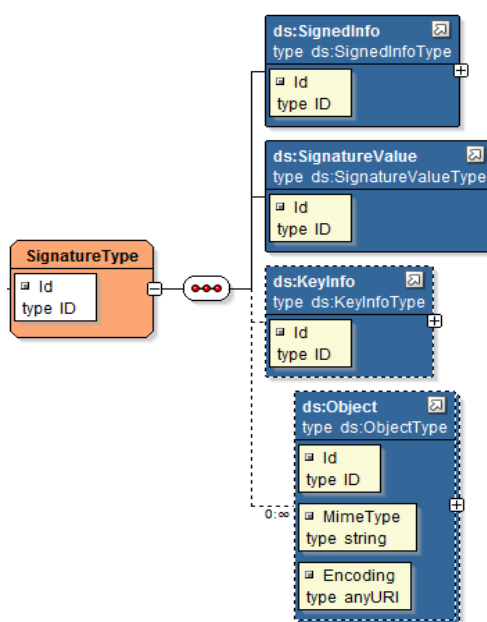 ds:SignedInfo
type ds:SignedInfoType
Id
type ID
ds:SignatureValue
type ds:SignatureValueType
Id
type ID
SignatureType
Id
type ID
ds:KeyInfo
type ds:KeyInfoType
Id
type ID
ds:Object
type ds:ObjectType
Id
type ID
0:∞
MimeType
type string
Encoding
type anyURI